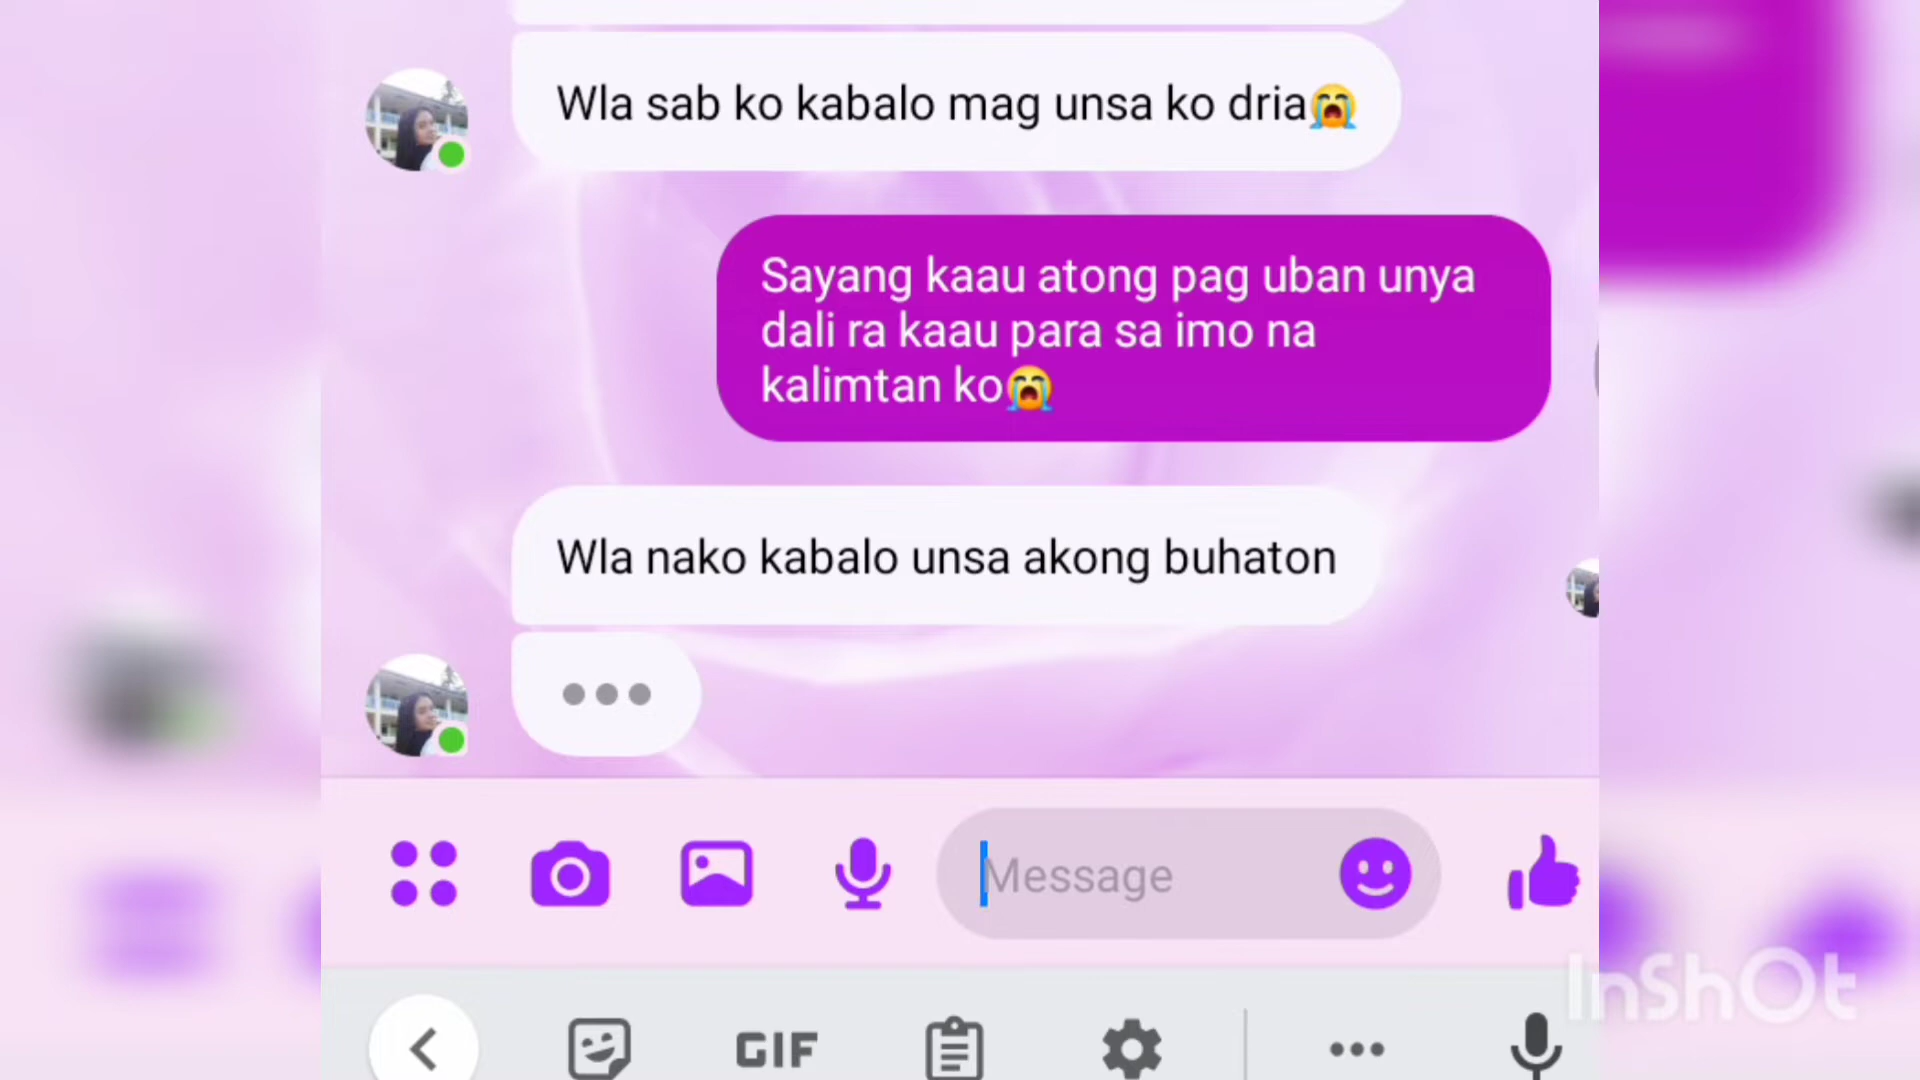 Wla sab ko kabalo mag unsa ko dria😭
Sayang kaau atong pag uban unya
dali ra kaau para sa imo na
kalimtan ko😭
Wla nako kabalo unsa akong buhaton
Message
GIF
InShOt